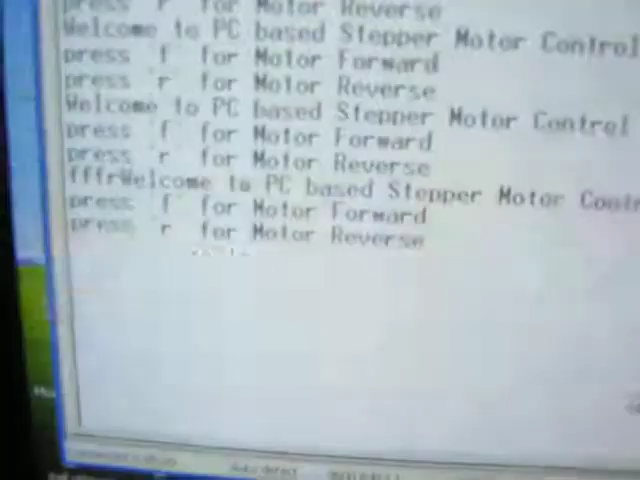 press `r` for Motor Reverse
Welcome to PC based Stepper Motor Control
press `f` for Motor Forward
press `r` for Motor Reverse
Welcome to PC based Stepper Motor Control
press `f` for Motor Forward
press `r` for Motor Reverse
fffrWelcome to PC based Stepper Motor Contr
press `f` for Motor Forward
press `r` for Motor Reverse
Auto detect